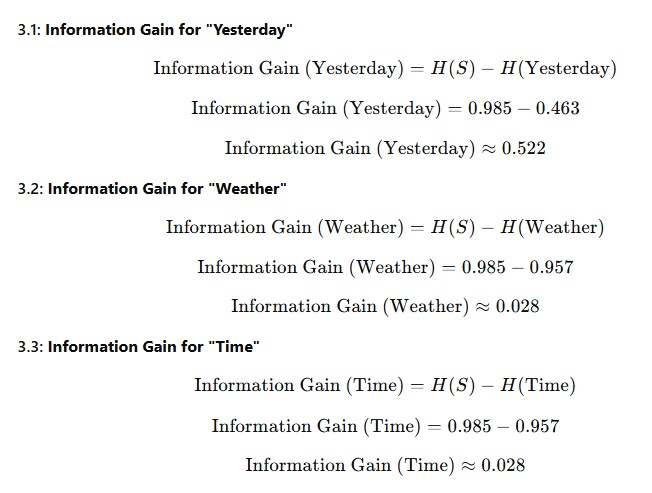 3.1: Information Gain for "Yesterday"
Information Gain (Yesterday) = H(S) − H(Yesterday)
Information Gain (Yesterday) = 0.985 − 0.463
Information Gain (Yesterday) ≈ 0.522
3.2: Information Gain for "Weather"
Information Gain (Weather) = H(S) − H(Weather)
Information Gain (Weather) = 0.985 − 0.957
Information Gain (Weather) ≈ 0.028
3.3: Information Gain for "Time"
Information Gain (Time) = H(S) − H(Time)
Information Gain (Time) = 0.985 − 0.957
Information Gain (Time) ≈ 0.028